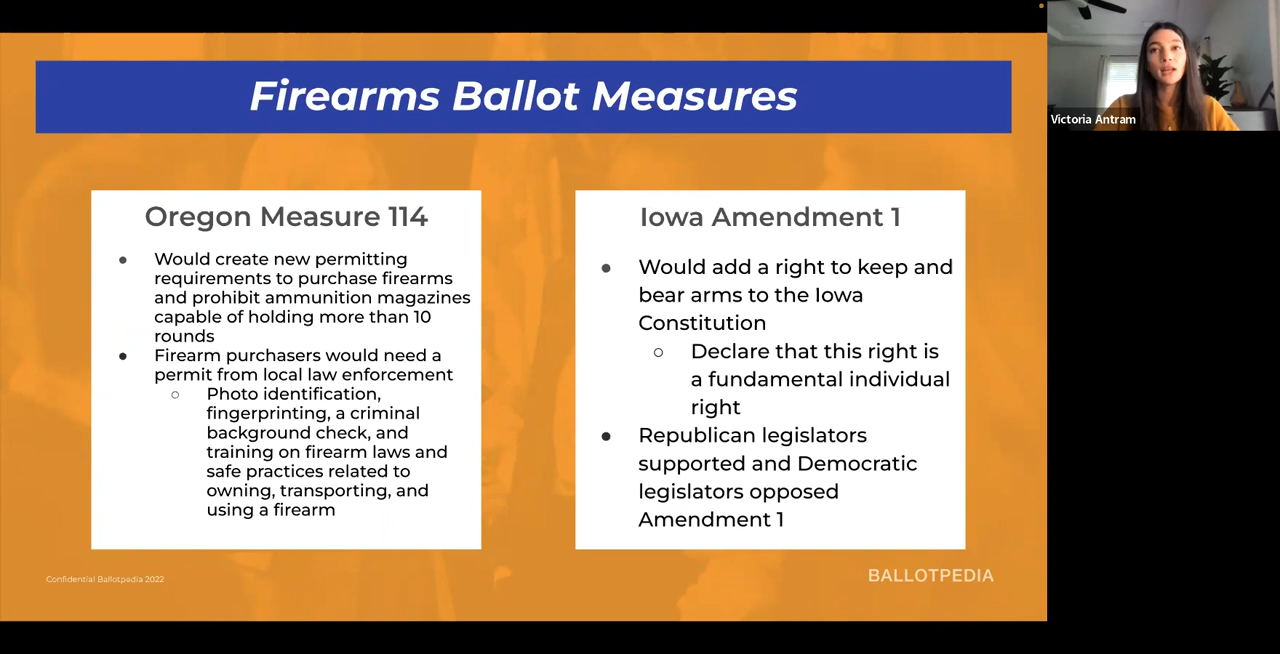 Firearms Ballot Measures
Victoria Antram
Oregon Measure 114
● Would create new permitting
requirements to purchase firearms
and prohibit ammunition magazines
capable of holding more than 10
rounds
● Firearm purchasers would need a
permit from local law enforcement
○ Photo identification,
fingerprinting, a criminal
background check, and
training on firearm laws and
safe practices related to
owning, transporting, and
using a firearm
Iowa Amendment 1
● Would add a right to keep and
bear arms to the Iowa
Constitution
○ Declare that this right is
a fundamental individual
right
● Republican legislators
supported and Democratic
legislators opposed
Amendment 1
Confidential Ballotpedia 2022
BALLOTPEDIA